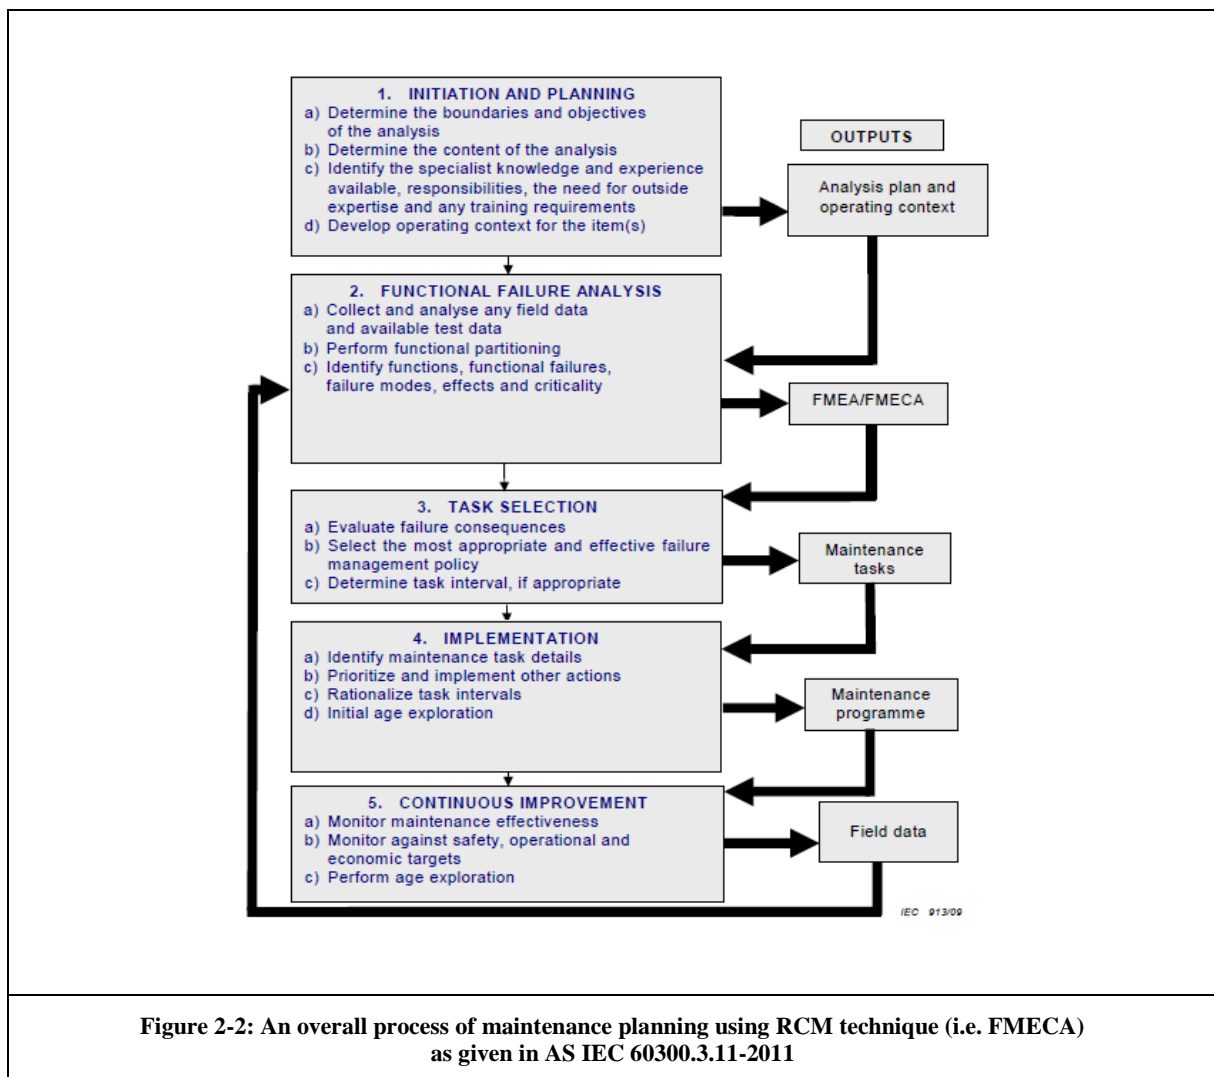 1. INITIATION AND PLANNING
a) Determine the boundaries and objectives
of the analysis
b) Determine the content of the analysis
c) Identify the specialist knowledge and experience
available, responsibilities, the need for outside
expertise and any training requirements
d) Develop operating context for the item(s)
OUTPUTS
Analysis plan and
operating context
2. FUNCTIONAL FAILURE ANALYSIS
a) Collect and analyse any field data
and available test data
b) Perform functional partitioning
c) Identify functions, functional failures,
failure modes, effects and criticality
FMEA/FMECA
3. TASK SELECTION
a) Evaluate failure consequences
b) Select the most appropriate and effective failure
management policy
c) Determine task interval, if appropriate
Maintenance
tasks
4. IMPLEMENTATION
a) Identify maintenance task details
b) Prioritize and implement other actions
c) Rationalize task intervals
d) Initial age exploration
Maintenance
programme
5. CONTINUOUS IMPROVEMENT
a) Monitor maintenance effectiveness
b) Monitor against safety, operational and
economic targets
c) Perform age exploration
Field data
IEC 913/09
Figure 2-2: An overall process of maintenance planning using RCM technique (i.e. FMECA)
as given in AS IEC 60300.3.11-2011